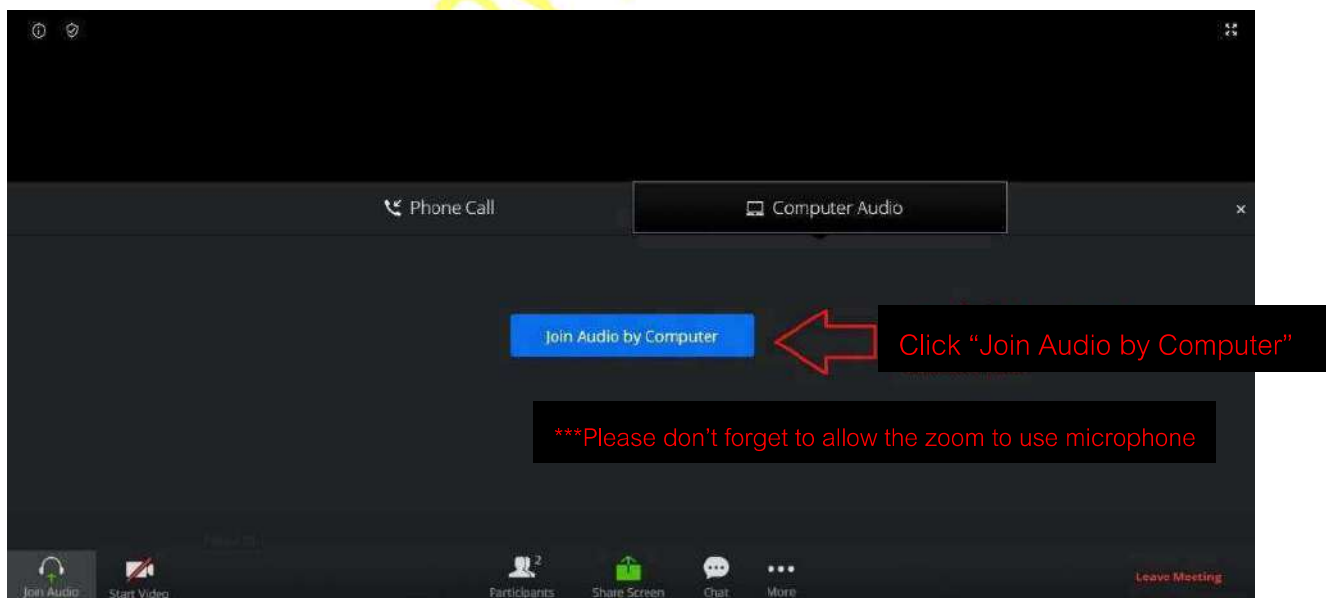 Phone Call
Computer Audio
Join Audio by Computer
Click “Join Audio by Computer”
***Please don’t forget to allow the zoom to use microphone
2
Join Audio
Start Video
Participants
Share Screen
Chat
More
Leave Meeting